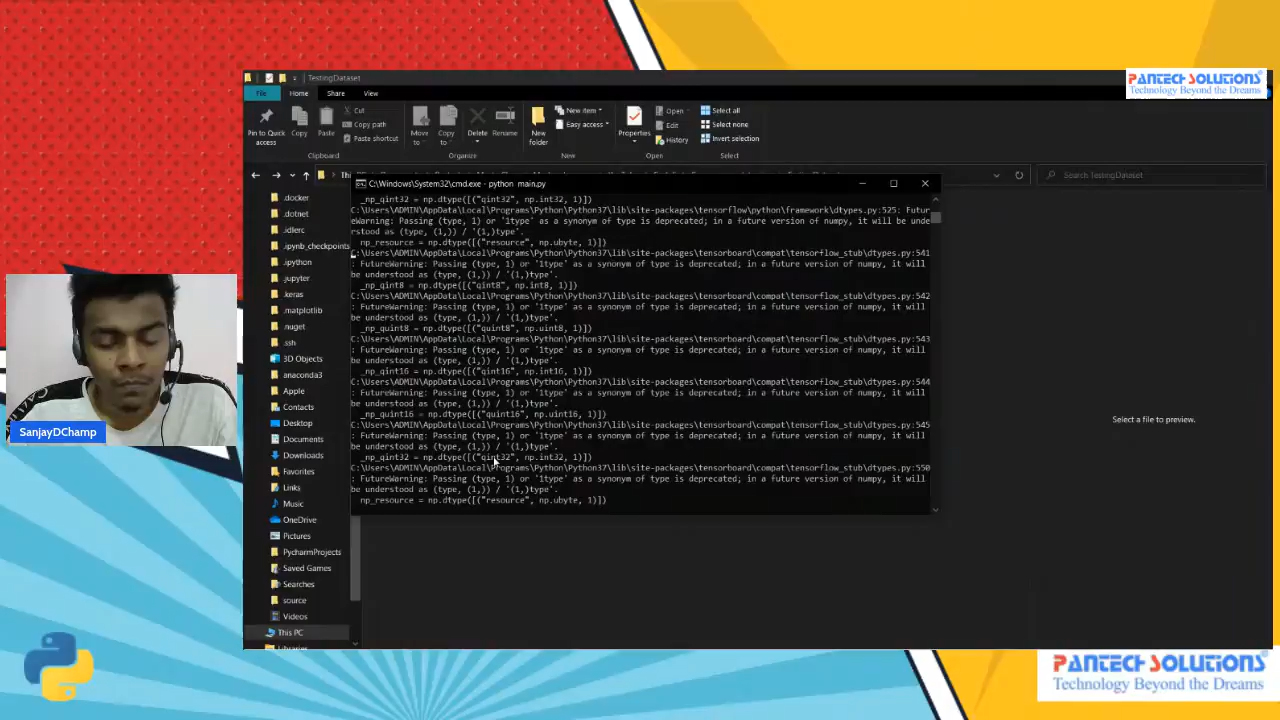 TestingDataset
File
Home
Share
View
PANTECH SOLUTIONS
Technology Beyond the Dreams
Pin to Quick access
Copy
Paste
Cut
Copy path
Paste shortcut
Clipboard
Move to
Copy to
Delete
Rename
Organize
New folder
New item
Easy access
New
Properties
Open
Edit
History
Open
Select all
Select none
Invert selection
Select
Search TestingDataset
C:\Windows\System32\cmd.exe - python main.py
_np_qint32 = np.dtype([("qint32", np.int32, 1)])
C:\Users\ADMIN\AppData\Local\Programs\Python\Python37\lib\site-packages\tensorflow\python\framework\dtypes.py:525: Futur
eWarning: Passing (type, 1) or '1type' as a synonym of type is deprecated; in a future version of numpy, it will be unde
rstood as (type, (1,)) / '(1,)type'.
np_resource = np.dtype([("resource", np.ubyte, 1)])
C:\Users\ADMIN\AppData\Local\Programs\Python\Python37\lib\site-packages\tensorboard\compat\tensorflow_stub\dtypes.py:541
: FutureWarning: Passing (type, 1) or '1type' as a synonym of type is deprecated; in a future version of numpy, it will
be understood as (type, (1,)) / '(1,)type'.
_np_qint8 = np.dtype([("qint8", np.int8, 1)])
C:\Users\ADMIN\AppData\Local\Programs\Python\Python37\lib\site-packages\tensorboard\compat\tensorflow_stub\dtypes.py:542
: FutureWarning: Passing (type, 1) or '1type' as a synonym of type is deprecated; in a future version of numpy, it will
be understood as (type, (1,)) / '(1,)type'.
_np_quint8 = np.dtype([("quint8", np.uint8, 1)])
C:\Users\ADMIN\AppData\Local\Programs\Python\Python37\lib\site-packages\tensorboard\compat\tensorflow_stub\dtypes.py:543
: FutureWarning: Passing (type, 1) or '1type' as a synonym of type is deprecated; in a future version of numpy, it will
be understood as (type, (1,)) / '(1,)type'.
_np_qint16 = np.dtype([("qint16", np.int16, 1)])
C:\Users\ADMIN\AppData\Local\Programs\Python\Python37\lib\site-packages\tensorboard\compat\tensorflow_stub\dtypes.py:544
: FutureWarning: Passing (type, 1) or '1type' as a synonym of type is deprecated; in a future version of numpy, it will
be understood as (type, (1,)) / '(1,)type'.
_np_quint16 = np.dtype([("quint16", np.uint16, 1)])
C:\Users\ADMIN\AppData\Local\Programs\Python\Python37\lib\site-packages\tensorboard\compat\tensorflow_stub\dtypes.py:545
: FutureWarning: Passing (type, 1) or '1type' as a synonym of type is deprecated; in a future version of numpy, it will
be understood as (type, (1,)) / '(1,)type'.
_np_qint32 = np.dtype([("qint32", np.int32, 1)])
C:\Users\ADMIN\AppData\Local\Programs\Python\Python37\lib\site-packages\tensorboard\compat\tensorflow_stub\dtypes.py:550
: FutureWarning: Passing (type, 1) or '1type' as a synonym of type is deprecated; in a future version of numpy, it will
be understood as (type, (1,)) / '(1,)type'.
np_resource = np.dtype([("resource", np.ubyte, 1)])
.docker
.dotnet
.idlerc
.ipynb_checkpoints
.ipython
.jupyter
.keras
.matplotlib
.nuget
.ssh
3D Objects
anaconda3
Apple
Contacts
Desktop
Documents
Downloads
Favorites
Links
Music
OneDrive
Pictures
PycharmProjects
Saved Games
Searches
source
Videos
This PC
Libraries
Select a file to preview.
SanjayDChamp
PANTECH SOLUTIONS
Technology Beyond the Dreams